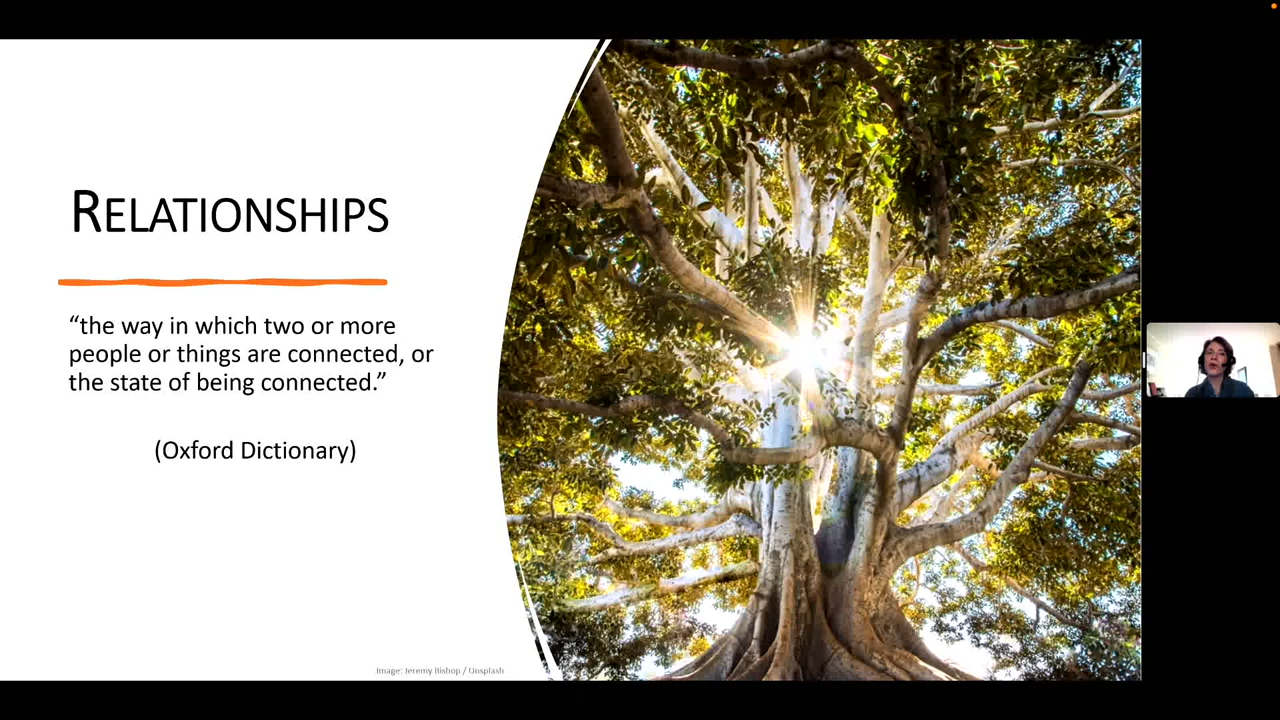 RELATIONSHIPS
“the way in which two or more
people or things are connected, or
the state of being connected.”
(Oxford Dictionary)
Image: Jeremy Bishop / Unsplash